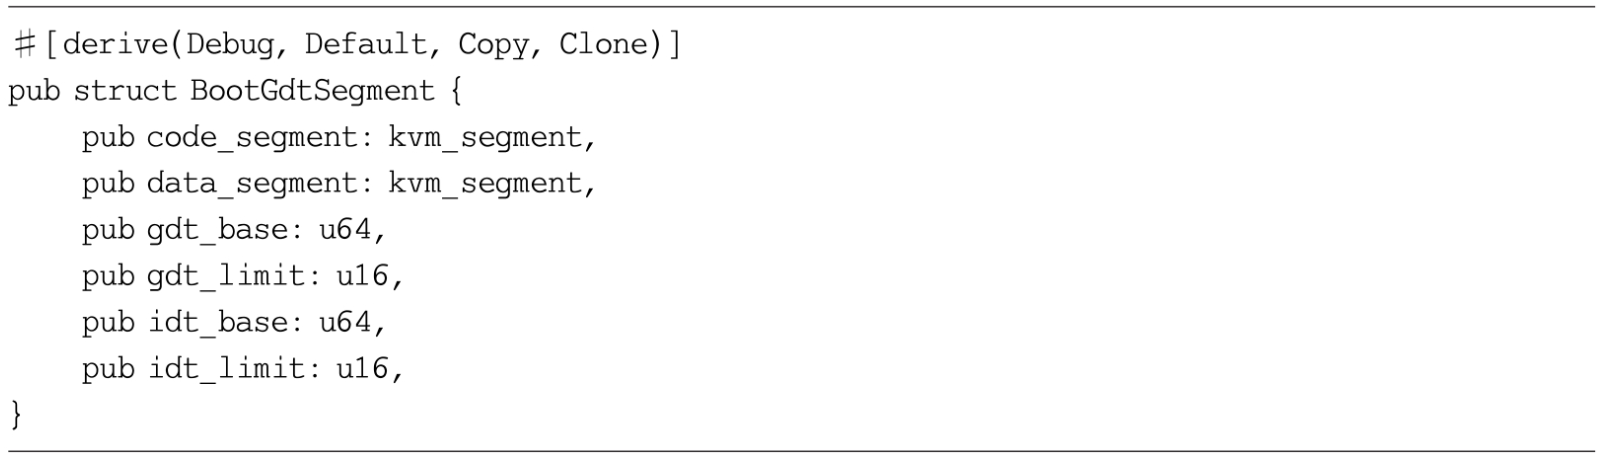 #[derive(Debug, Default, Copy, Clone)]
pub struct BootGdtSegment {
    pub code_segment: kvm_segment,
    pub data_segment: kvm_segment,
    pub gdt_base: u64,
    pub gdt_limit: u16,
    pub idt_base: u64,
    pub idt_limit: u16,
}